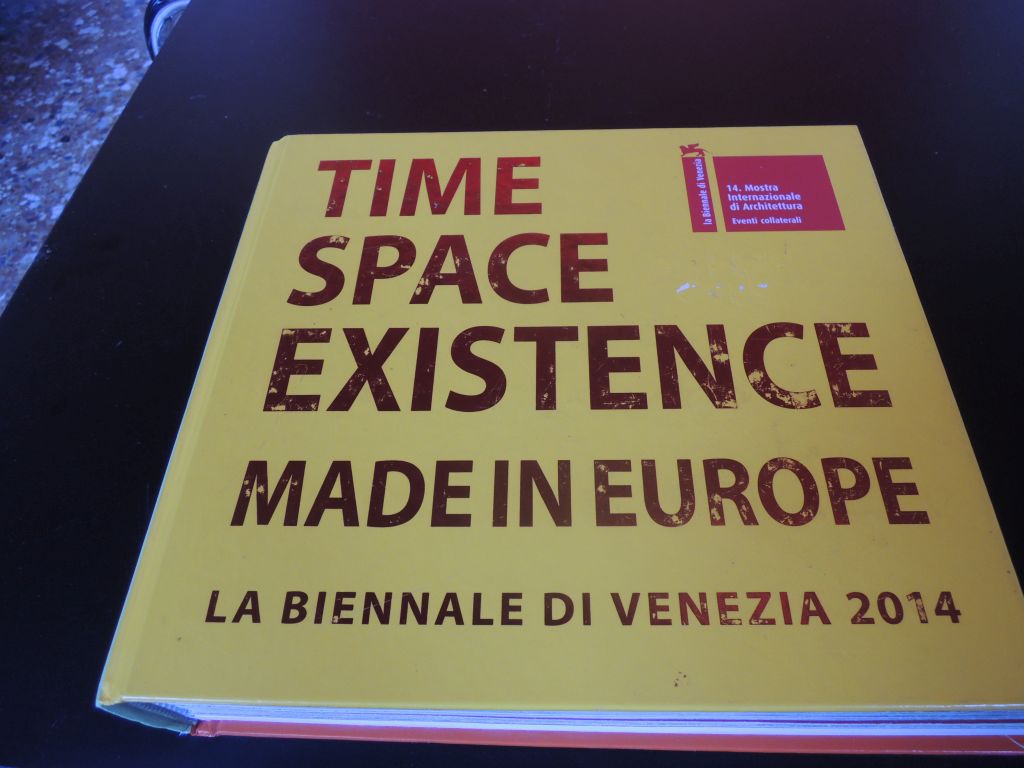 TIME
SPACE
EXISTENCE
MADE IN EUROPE
LA BIENNALE DI VENEZIA 2014
la Biennale di Venezia
14. Mostra
Internazionale
di Architettura
Eventi collaterali